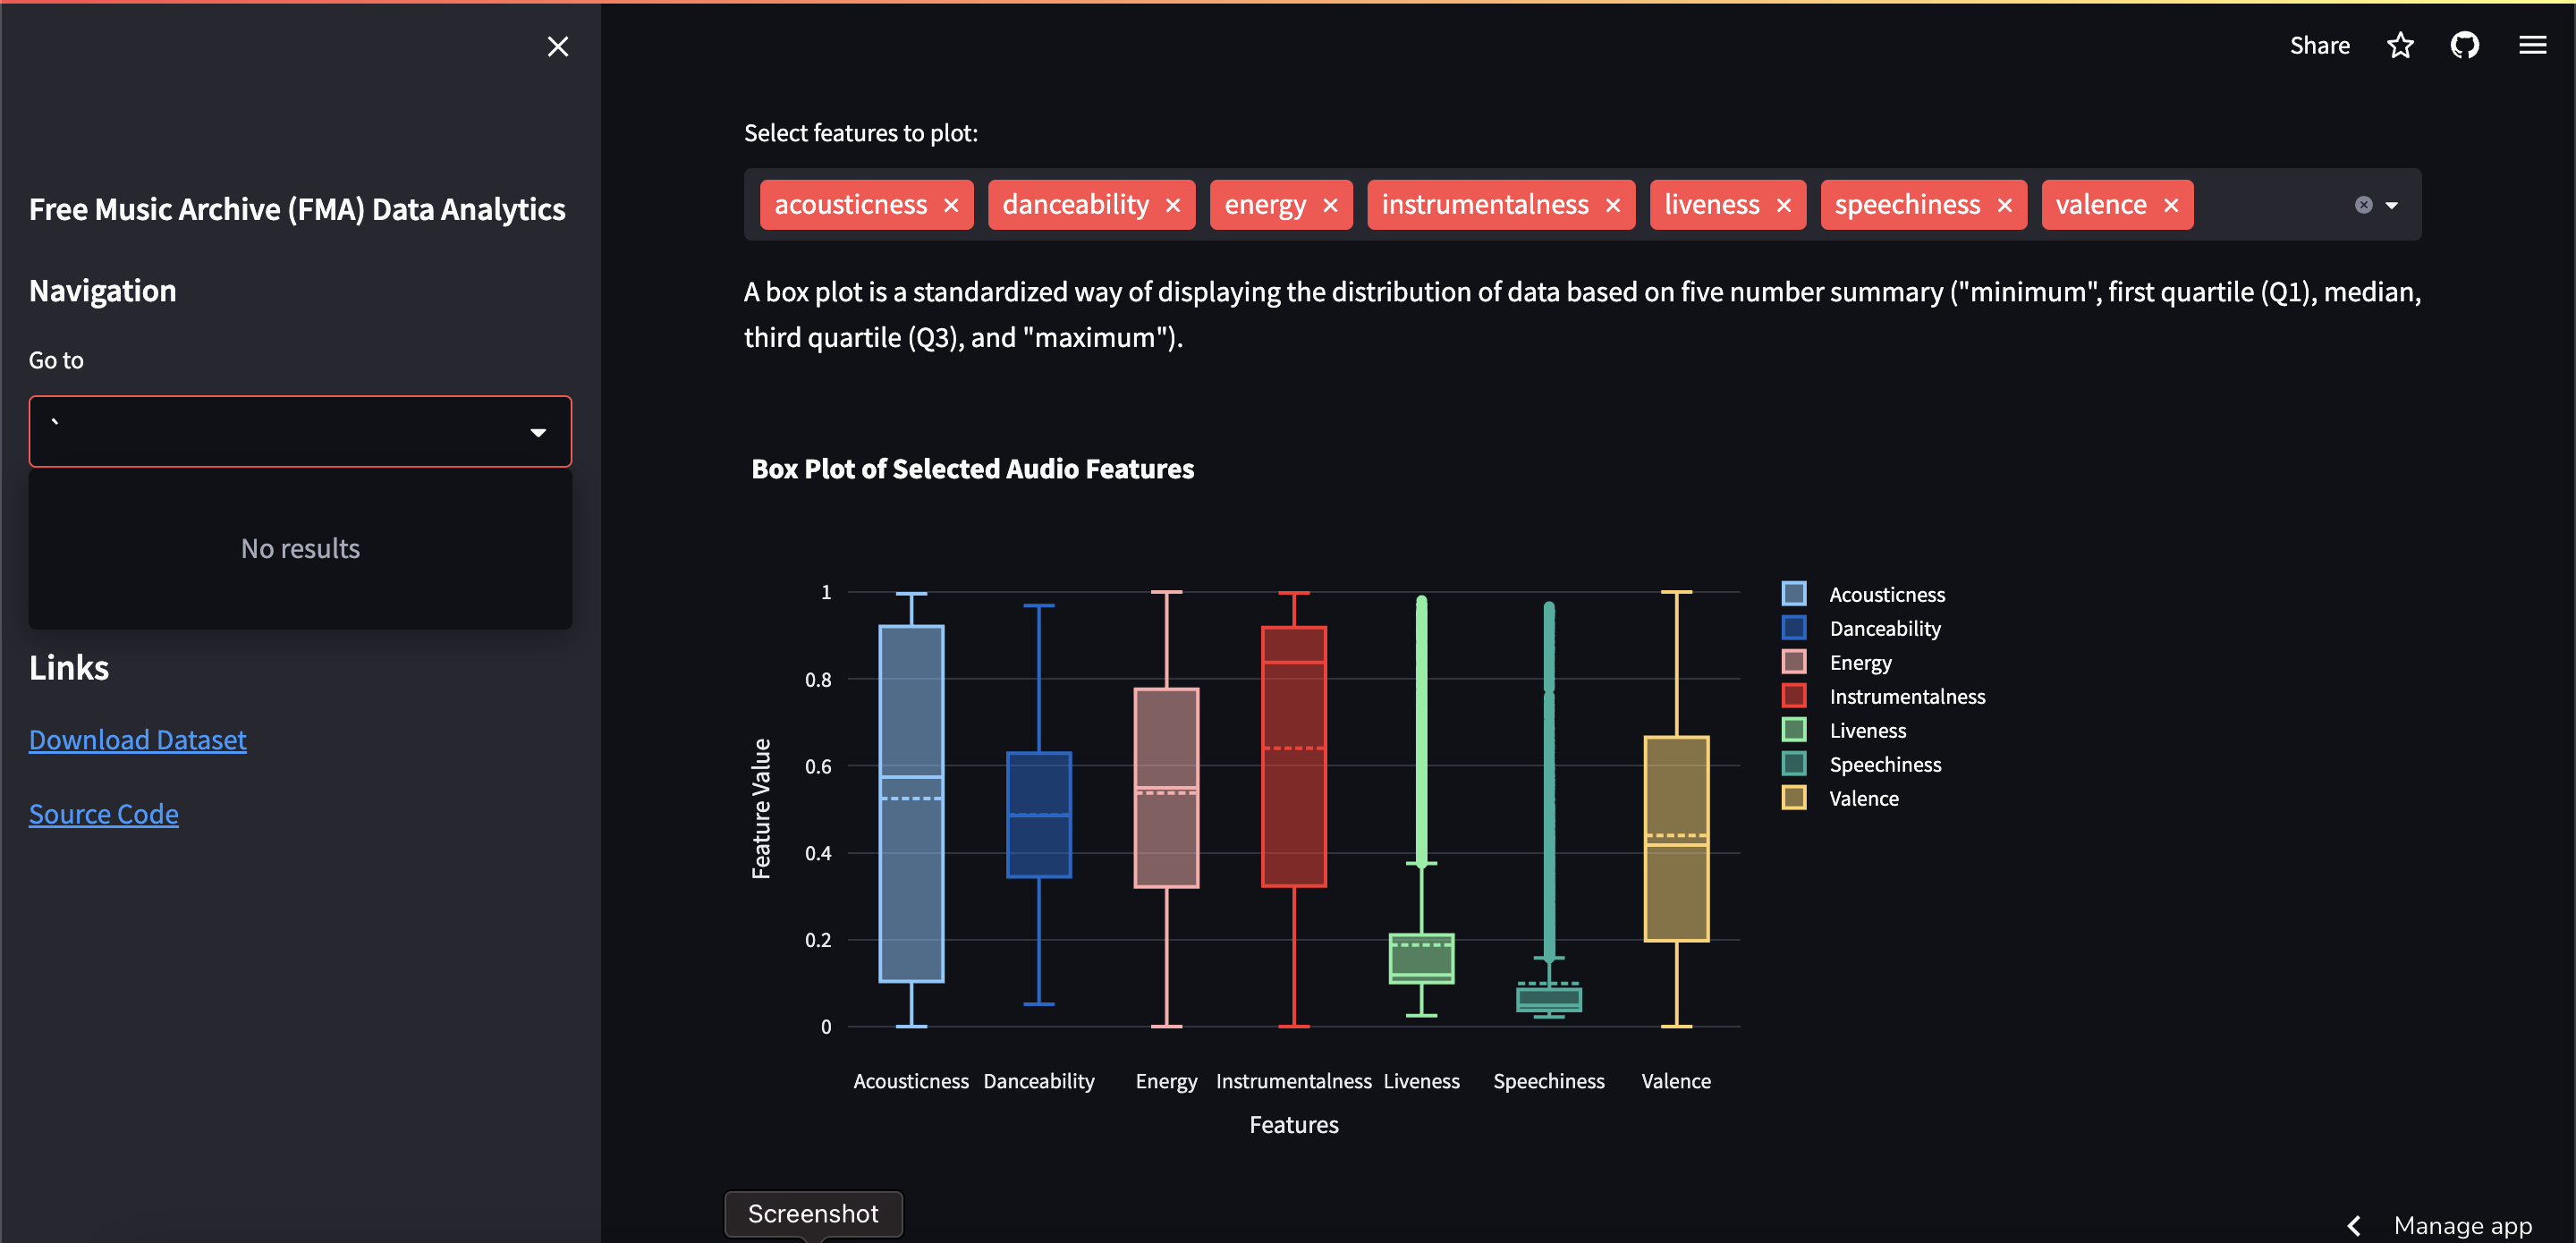 Share
Free Music Archive (FMA) Data Analytics
Navigation
Go to
`
No results
Links
Download Dataset
Source Code
Select features to plot:
acousticness danceability energy instrumentalness liveness speechiness valence
A box plot is a standardized way of displaying the distribution of data based on five number summary ("minimum", first quartile (Q1), median,
third quartile (Q3), and "maximum").
Box Plot of Selected Audio Features
1
0.8
0.6
0.4
0.2
0
Feature Value
Acousticness Danceability Energy Instrumentalness Liveness Speechiness Valence
Features
Acousticness
Danceability
Energy
Instrumentalness
Liveness
Speechiness
Valence
Screenshot
Manage app